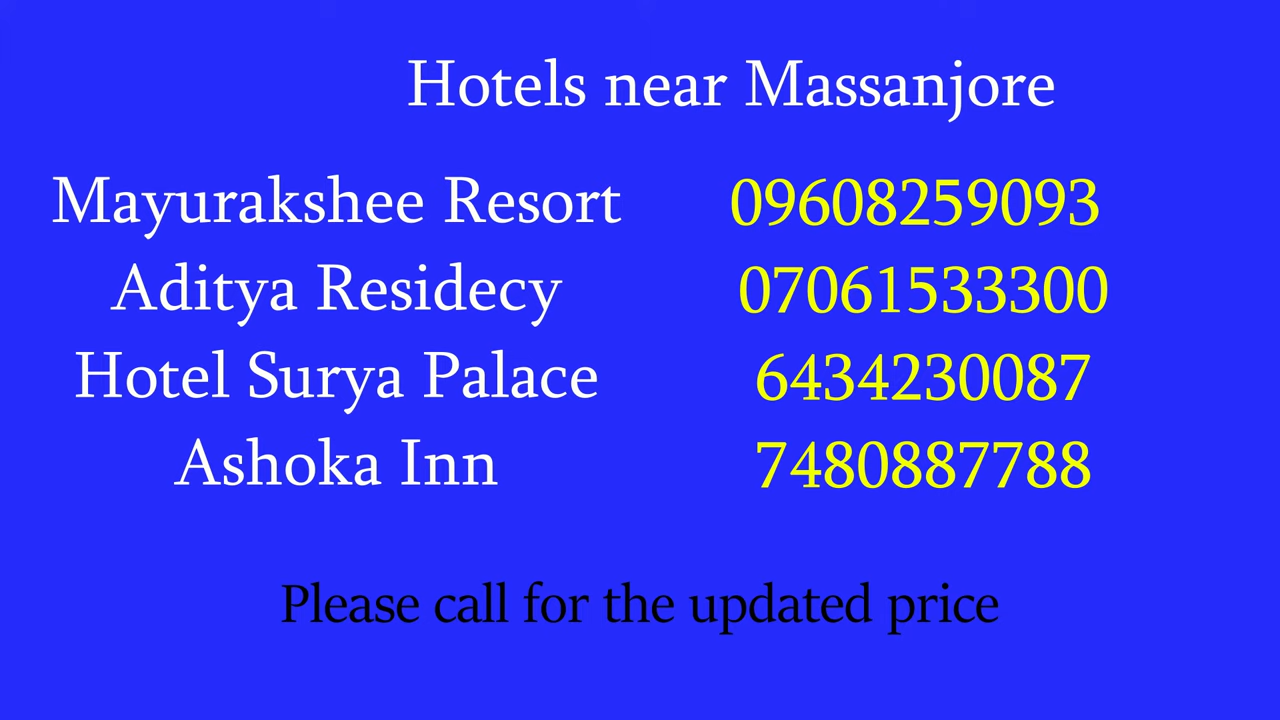 Hotels near Massanjore
Mayurakshee Resort 09608259093
Aditya Residecy 07061533300
Hotel Surya Palace 6434230087
Ashoka Inn 7480887788
Please call for the updated price